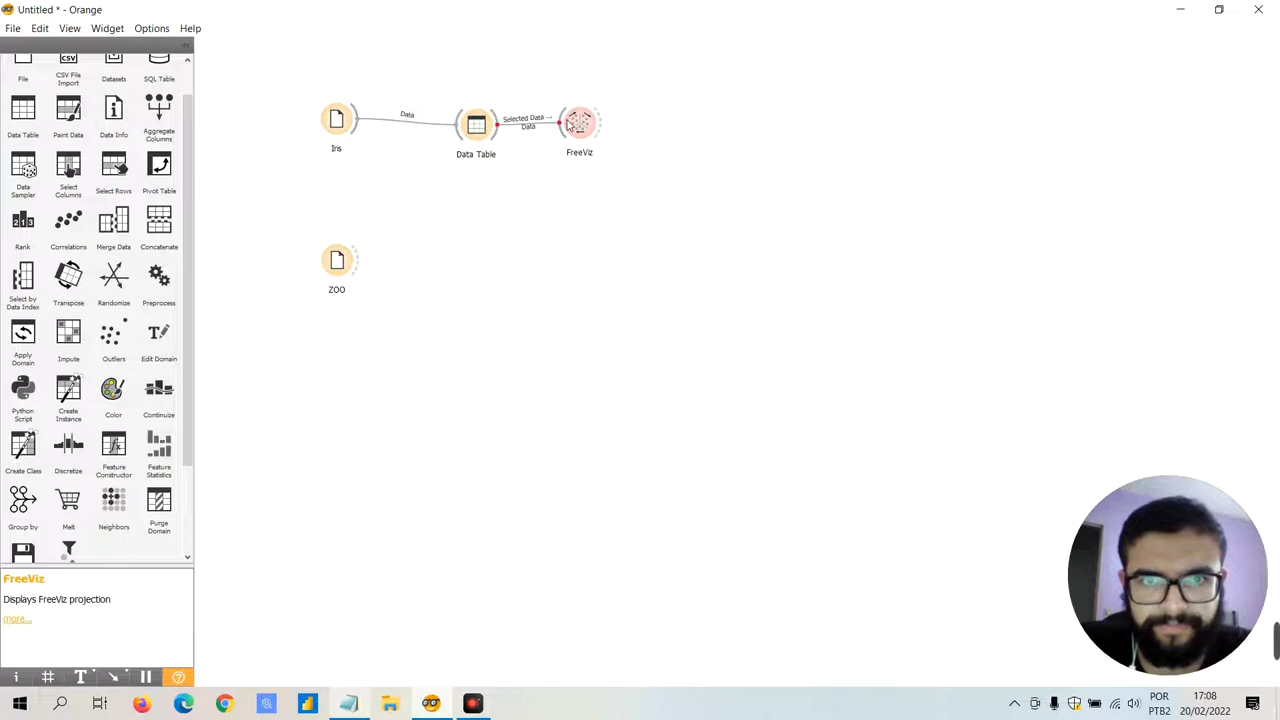 Untitled * - Orange
File Edit View Widget Options Help
CSV
File CSV File Import Datasets SQL Table
Data Table Paint Data Data Info Aggregate Columns
Data Sampler Select Columns Select Rows Pivot Table
213
Rank Correlations Merge Data Concatenate
Select by Data Index Transpose Randomize Preprocess
Apply Domain Impute Outliers Edit Domain
Python Script Create Instance Color Continuize
Create Class Discretize Feature Constructor Feature Statistics
Group by Melt Neighbors Purge Domain
Data
Selected Data →
Data
Iris
Data Table
FreeViz
ZOO
FreeViz
Displays FreeViz projection
more...
POR
PTB2
17:08
20/02/2022